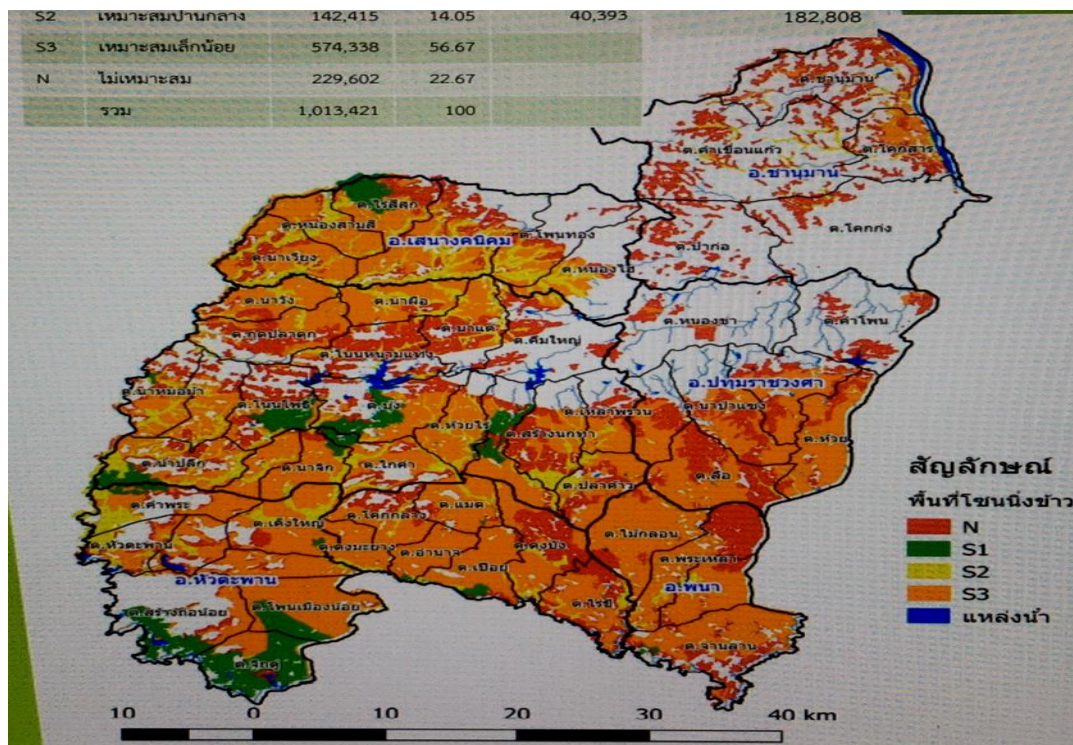 S2 เหมาะสมปานกลาง 142,415 14.05 40,393 182,808
S3 เหมาะสมเล็กน้อย 574,338 56.67
N ไม่เหมาะสม 229,602 22.67
รวม 1,013,421 100
ต.ชานุมาน
ต.คำเขื่อนแก้ว
ต.โคกสาร
อ.ชานุมาน
ต.โคกก่ง
ต.ป่าก่อ
ต.ไร่สีสุก
ต.หนองสามสี
อ.เสนางคนิคม
ต.โพนทอง
ต.นาเวียง
ต.หนองไฮ
ต.นาวัง
ต.นาผือ
ต.กุดปลาดุก
ต.นาแต้
ต.หนองข่า
ต.คำโพน
ต.โนนหนามแท่ง
ต.คึมใหญ่
อ.ปทุมราชวงศา
ต.นาหมอม้า
ต.โนนโพธิ์
ต.บุ่ง
ต.เหล่าพรวน
ต.นาป่าแซง
ต.ห้วยไร่
ต.สร้างนกทา
ต.ห้วย
ต.น้ำปลีก
ต.นาจิก
ต.ไก่คำ
ต.ลือ
ต.ปลาค้าว
ต.คำพระ
ต.เค็งใหญ่
ต.โคกกลาง
ต.แมด
ต.ไม้กลอน
ต.หัวตะพาน
ต.ดงมะยาง
ต.อำนาจ
ต.ดงบัง
ต.พระเหลา
ต.เปือย
อ.หัวตะพาน
อ.พนา
ต.สร้างถ่อน้อย
ต.โพนเมืองน้อย
ต.ไร่ขี
ต.จานลาน
ต.จิกดู่
สัญลักษณ์
พื้นที่โซนนิ่งข้าว
N
S1
S2
S3
แหล่งน้ำ
10 0 10 20 30 40 km